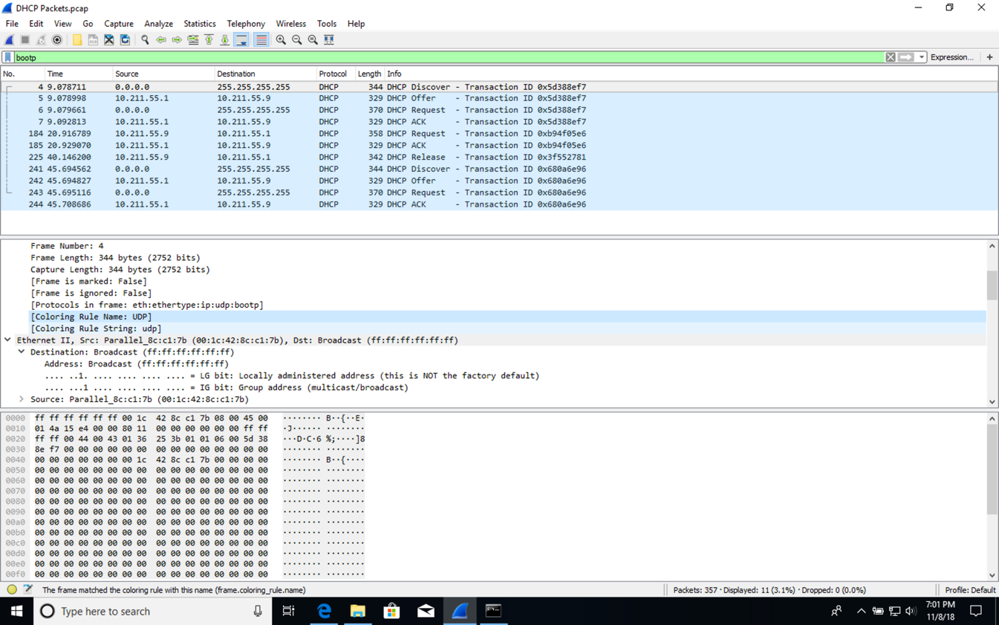 DHCP Packets.pcap
File Edit View Go Capture Analyze Statistics Telephony Wireless Tools Help
bootp Expression... +
No. Time Source Destination Protocol Length Info
4 9.078711 0.0.0.0 255.255.255.255 DHCP 344 DHCP Discover - Transaction ID 0x5d388ef7
5 9.078998 10.211.55.1 10.211.55.9 DHCP 329 DHCP Offer - Transaction ID 0x5d388ef7
6 9.079661 0.0.0.0 255.255.255.255 DHCP 370 DHCP Request - Transaction ID 0x5d388ef7
7 9.092813 10.211.55.1 10.211.55.9 DHCP 329 DHCP ACK - Transaction ID 0x5d388ef7
184 20.916789 10.211.55.9 10.211.55.1 DHCP 358 DHCP Request - Transaction ID 0xb94f05e6
185 20.929070 10.211.55.1 10.211.55.9 DHCP 329 DHCP ACK - Transaction ID 0xb94f05e6
225 40.146200 10.211.55.9 10.211.55.1 DHCP 342 DHCP Release - Transaction ID 0x3f552781
241 45.694562 0.0.0.0 255.255.255.255 DHCP 344 DHCP Discover - Transaction ID 0x680a6e96
242 45.694827 10.211.55.1 10.211.55.9 DHCP 329 DHCP Offer - Transaction ID 0x680a6e96
243 45.695116 0.0.0.0 255.255.255.255 DHCP 370 DHCP Request - Transaction ID 0x680a6e96
244 45.708686 10.211.55.1 10.211.55.9 DHCP 329 DHCP ACK - Transaction ID 0x680a6e96
Frame Number: 4
Frame Length: 344 bytes (2752 bits)
Capture Length: 344 bytes (2752 bits)
[Frame is marked: False]
[Frame is ignored: False]
[Protocols in frame: eth:ethertype:ip:udp:bootp]
[Coloring Rule Name: UDP]
[Coloring Rule String: udp]
Ethernet II, Src: Parallel_8c:c1:7b (00:1c:42:8c:c1:7b), Dst: Broadcast (ff:ff:ff:ff:ff:ff)
Destination: Broadcast (ff:ff:ff:ff:ff:ff)
Address: Broadcast (ff:ff:ff:ff:ff:ff)
.... ..1. .... .... .... .... = LG bit: Locally administered address (this is NOT the factory default)
.... ...1 .... .... .... .... = IG bit: Group address (multicast/broadcast)
Source: Parallel_8c:c1:7b (00:1c:42:8c:c1:7b)
0000 ff ff ff ff ff ff 00 1c 42 8c c1 7b 08 00 45 00 ········ B··{··E·
0010 01 4a 15 e4 00 00 80 11 00 00 00 00 00 00 ff ff ·J······ ········
0020 ff ff 00 44 00 43 01 36 25 3b 01 01 06 00 5d 38 ···D·C·6 %;····]8
0030 8e f7 00 00 00 00 00 00 00 00 00 00 00 00 00 00 ········ ········
0040 00 00 00 00 00 00 00 1c 42 8c c1 7b 00 00 00 00 ········ B··{····
0050 00 00 00 00 00 00 00 00 00 00 00 00 00 00 00 00 ········ ········
0060 00 00 00 00 00 00 00 00 00 00 00 00 00 00 00 00 ········ ········
0070 00 00 00 00 00 00 00 00 00 00 00 00 00 00 00 00 ········ ········
0080 00 00 00 00 00 00 00 00 00 00 00 00 00 00 00 00 ········ ········
0090 00 00 00 00 00 00 00 00 00 00 00 00 00 00 00 00 ········ ········
00a0 00 00 00 00 00 00 00 00 00 00 00 00 00 00 00 00 ········ ········
00b0 00 00 00 00 00 00 00 00 00 00 00 00 00 00 00 00 ········ ········
00c0 00 00 00 00 00 00 00 00 00 00 00 00 00 00 00 00 ········ ········
00d0 00 00 00 00 00 00 00 00 00 00 00 00 00 00 00 00 ········ ········
00e0 00 00 00 00 00 00 00 00 00 00 00 00 00 00 00 00 ········ ········
00f0 00 00 00 00 00 00 00 00 00 00 00 00 00 00 00 00 ········ ········
The frame matched the coloring rule with this name (frame.coloring_rule.name) Packets: 357 · Displayed: 11 (3.1%) · Dropped: 0 (0.0%) Profile: Default
Type here to search
7:01 PM
11/8/18